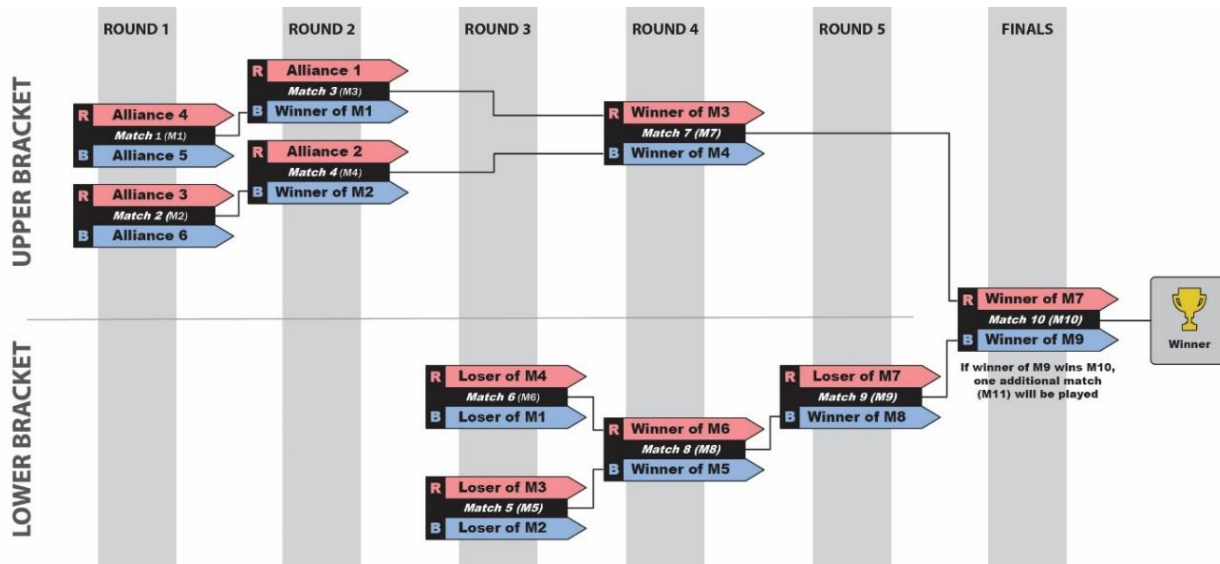 ROUND 1
ROUND 2
ROUND 3
ROUND 4
ROUND 5
FINALS
UPPER BRACKET
R Alliance 4
Match 1 (M1)
B Alliance 5
R Alliance 3
Match 2 (M2)
B Alliance 6
R Alliance 1
Match 3 (M3)
B Winner of M1
R Alliance 2
Match 4 (M4)
B Winner of M2
R Winner of M3
Match 7 (M7)
B Winner of M4
LOWER BRACKET
R Loser of M4
Match 6 (M6)
B Loser of M1
R Loser of M3
Match 5 (M5)
B Loser of M2
R Winner of M6
Match 8 (M8)
B Winner of M5
R Loser of M7
Match 9 (M9)
B Winner of M8
R Winner of M7
Match 10 (M10)
B Winner of M9
If winner of M9 wins M10,
one additional match
(M11) will be played
Winner